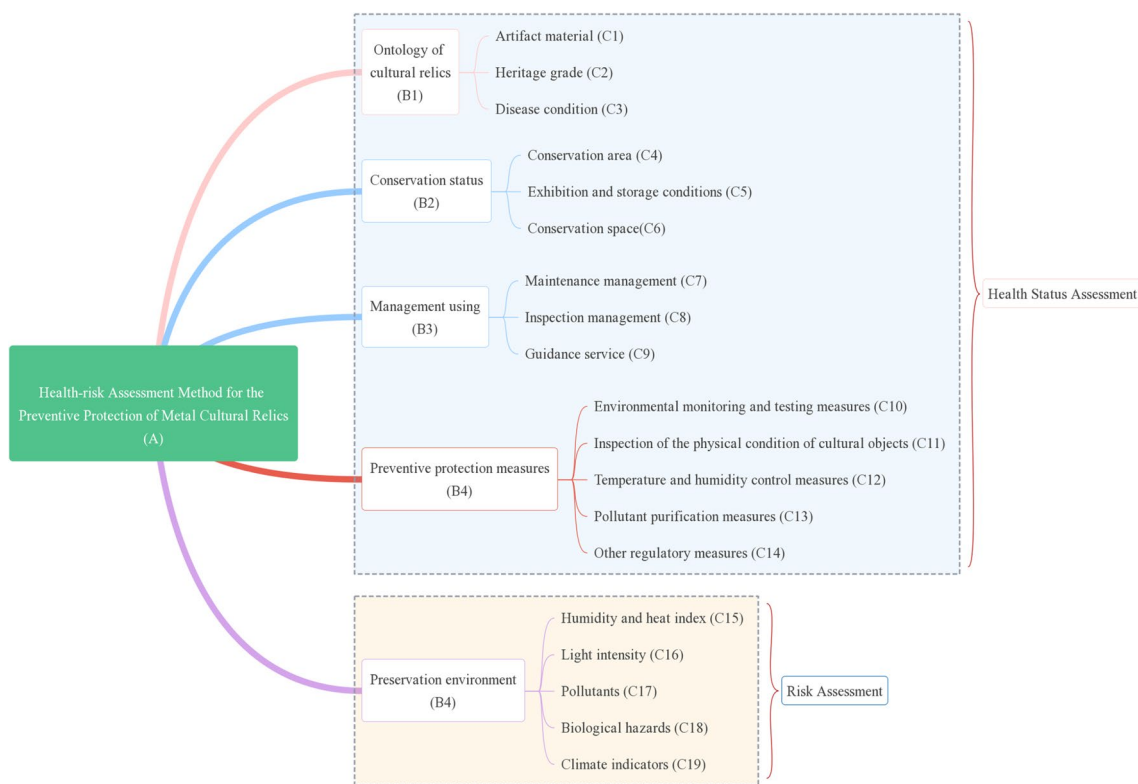 Health-risk Assessment Method for the
Preventive Protection of Metal Cultural Relics
(A)
Ontology of
cultural relics
(B1)
Artifact material (C1)
Heritage grade (C2)
Disease condition (C3)
Conservation status
(B2)
Conservation area (C4)
Exhibition and storage conditions (C5)
Conservation space(C6)
Management using
(B3)
Maintenance management (C7)
Inspection management (C8)
Guidance service (C9)
Preventive protection measures
(B4)
Environmental monitoring and testing measures (C10)
Inspection of the physical condition of cultural objects (C11)
Temperature and humidity control measures (C12)
Pollutant purification measures (C13)
Other regulatory measures (C14)
Health Status Assessment
Preservation environment
(B4)
Humidity and heat index (C15)
Light intensity (C16)
Pollutants (C17)
Biological hazards (C18)
Climate indicators (C19)
Risk Assessment